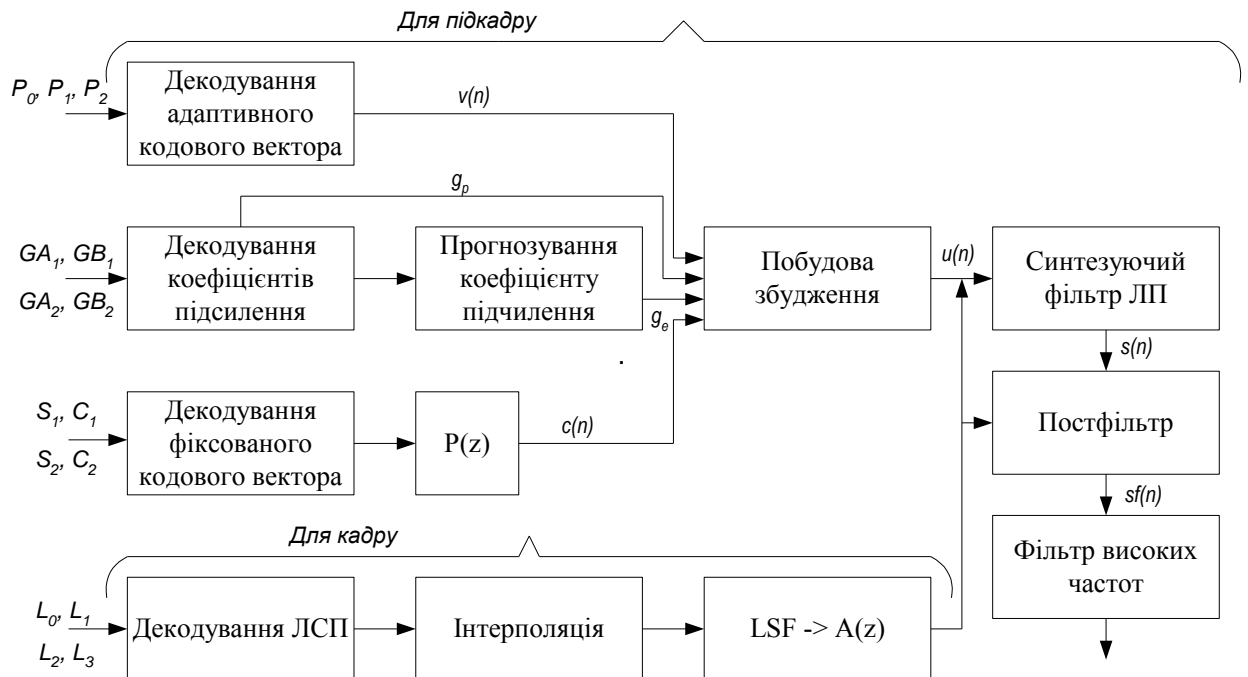 Для підкадру
P0, P1, P2
Декодування
адаптивного
кодового вектора
v(n)
gp
GA1, GB1
GA2, GB2
Декодування
коефіцієнтів
підсилення
Прогнозування
коефіцієнту
підчилення
ge
Побудова
збудження
u(n)
Синтезуючий
фільтр ЛП
s(n)
S1, C1
S2, C2
Декодування
фіксованого
кодового вектора
P(z)
c(n)
Постфільтр
sf(n)
Для кадру
L0, L1
L2, L3
Декодування ЛСП
Інтерполяція
LSF -> A(z)
Фільтр високих
частот